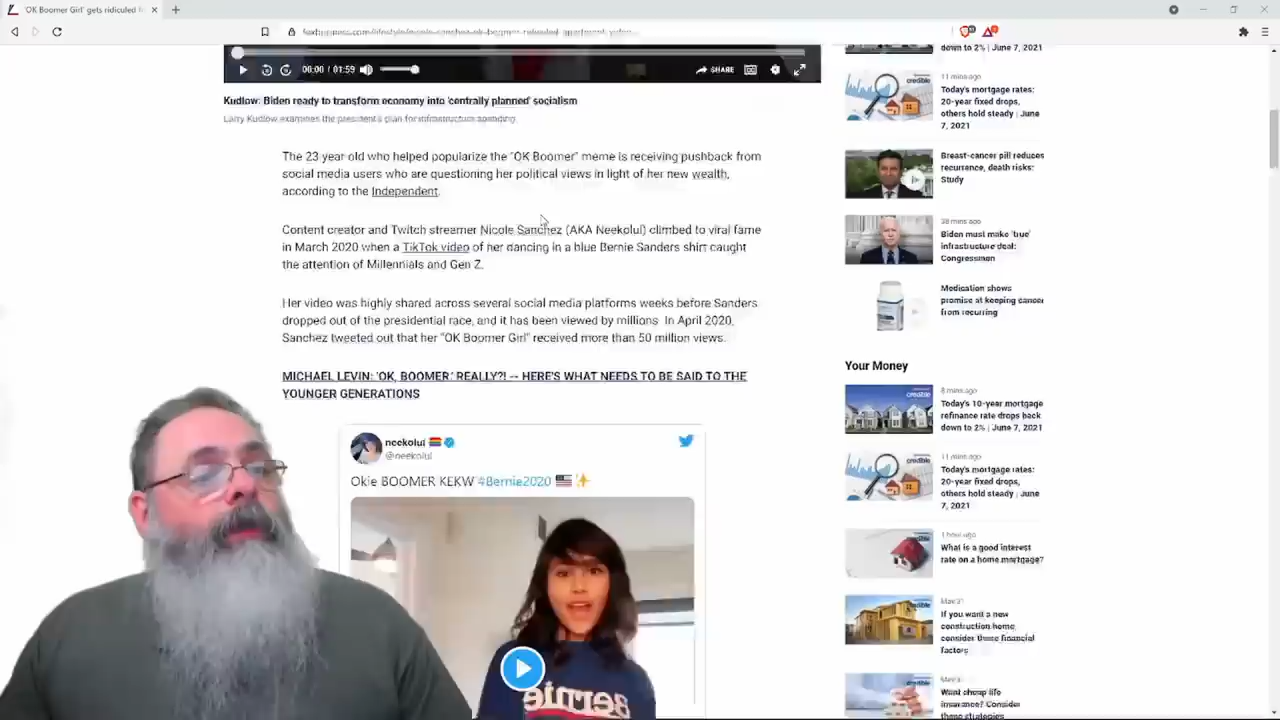 'OK Boomer Girl' gets ridiculed f
00:00 / 01:59
SHARE
Kudlow: Biden ready to transform economy into 'centrally planned' socialism
Larry Kudlow examines the president's plan for infrastructure spending.
The 23 year old who helped popularize the "OK Boomer" meme is receiving pushback from
social media users who are questioning her political views in light of her new wealth,
according to the Independent.
Content creator and Twitch streamer Nicole Sanchez (AKA Neekolul) climbed to viral fame
in March 2020 when a TikTok video of her dancing in a blue Bernie Sanders shirt caught
the attention of Millennials and Gen Z.
Her video was highly shared across several social media platforms weeks before Sanders
dropped out of the presidential race, and it has been viewed by millions. In April 2020,
Sanchez tweeted out that her "OK Boomer Girl" received more than 50 million views.
MICHAEL LEVIN: 'OK, BOOMER.' REALLY?! -- HERE'S WHAT NEEDS TO BE SAID TO THE
YOUNGER GENERATIONS
neekolul
@neekolul
Okie BOOMER KEKW #Bernie2020
down to 2% | June 7, 2021
credible
11 mins ago
Today's mortgage rates:
20-year fixed drops,
others hold steady | June
7, 2021
Breast-cancer pill reduces
recurrence, death risks:
Study
38 mins ago
Biden must make 'true'
infrastructure deal:
Congressman
Medication shows
promise at keeping cancer
from recurring
Your Money
credible
8 mins ago
Today's 10-year mortgage
refinance rate drops back
down to 2% | June 7, 2021
credible
11 mins ago
Today's mortgage rates:
20-year fixed drops,
others hold steady | June
7, 2021
credible
1 hour ago
What is a good interest
rate on a home mortgage?
credible
May 31
If you want a new
construction home
consider these financial
factors
credible
Want cheap life
insurance? Consider
these strategies